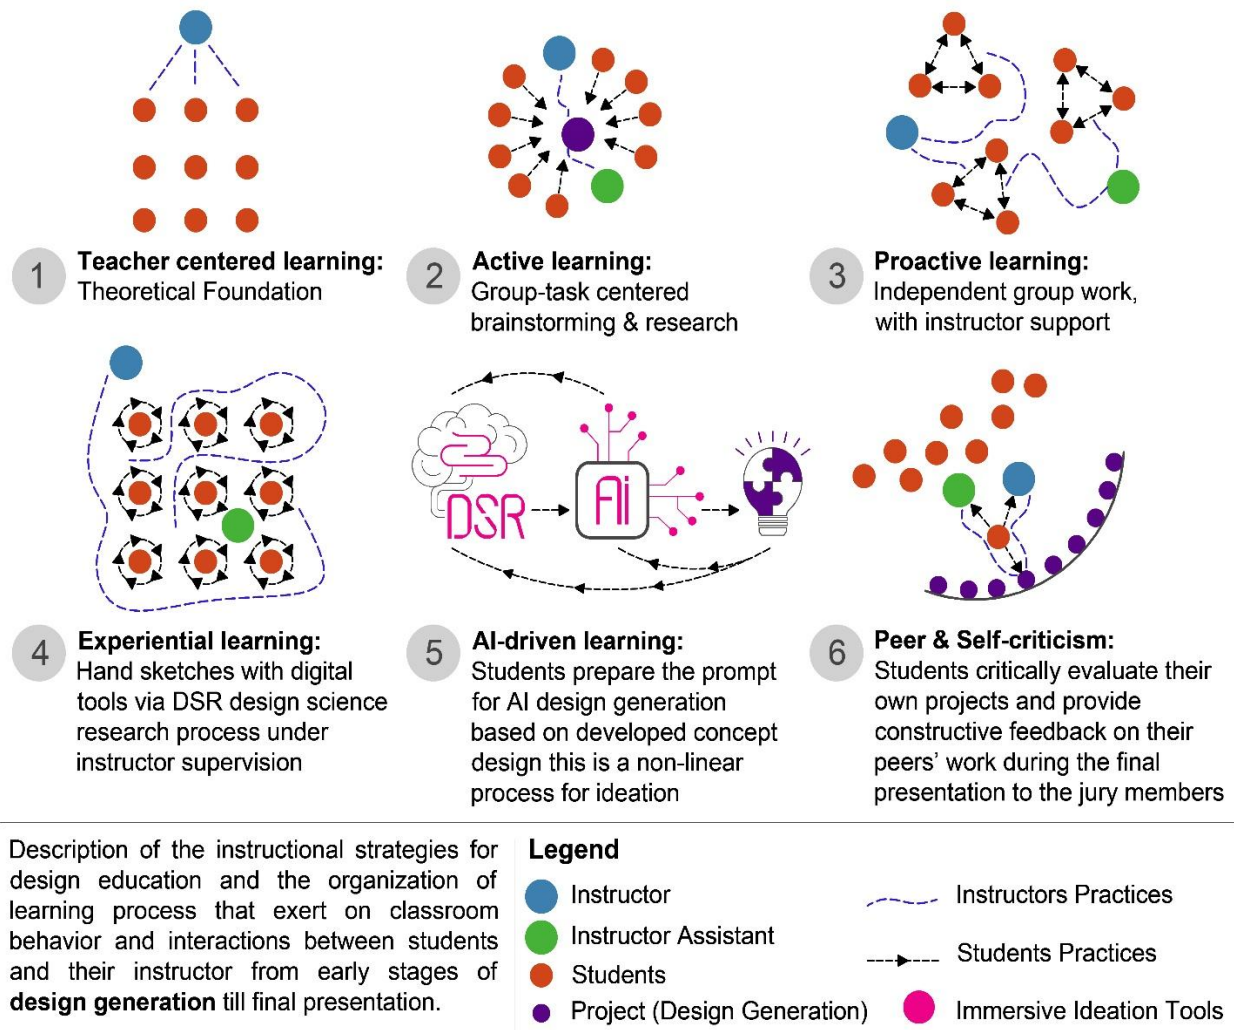 1
Teacher centered learning:
Theoretical Foundation
2
Active learning:
Group-task centered
brainstorming & research
3
Proactive learning:
Independent group work,
with instructor support
DSR
Ai
4
Experiential learning:
Hand sketches with digital
tools via DSR design science
research process under
instructor supervision
5
AI-driven learning:
Students prepare the prompt
for AI design generation
based on developed concept
design this is a non-linear
process for ideation
6
Peer & Self-criticism:
Students critically evaluate their
own projects and provide
constructive feedback on their
peers' work during the final
presentation to the jury members
Description of the instructional strategies for
design education and the organization of
learning process that exert on classroom
behavior and interactions between students
and their instructor from early stages of
design generation till final presentation.
Legend
Instructor
Instructor Assistant
Students
Project (Design Generation)
Instructors Practices
Students Practices
Immersive Ideation Tools